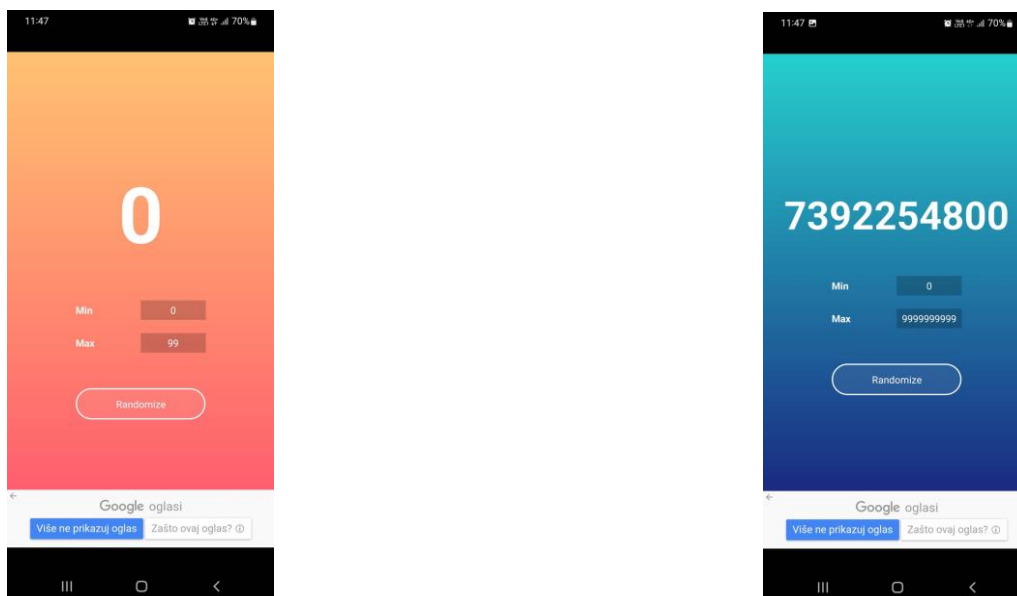 11:47
70%
0
Min 0
Max 99
Randomize
Google oglasi
Više ne prikazuj oglas Zašto ovaj oglas?
11:47
70%
7392254800
Min 0
Max 9999999999
Randomize
Google oglasi
Više ne prikazuj oglas Zašto ovaj oglas?